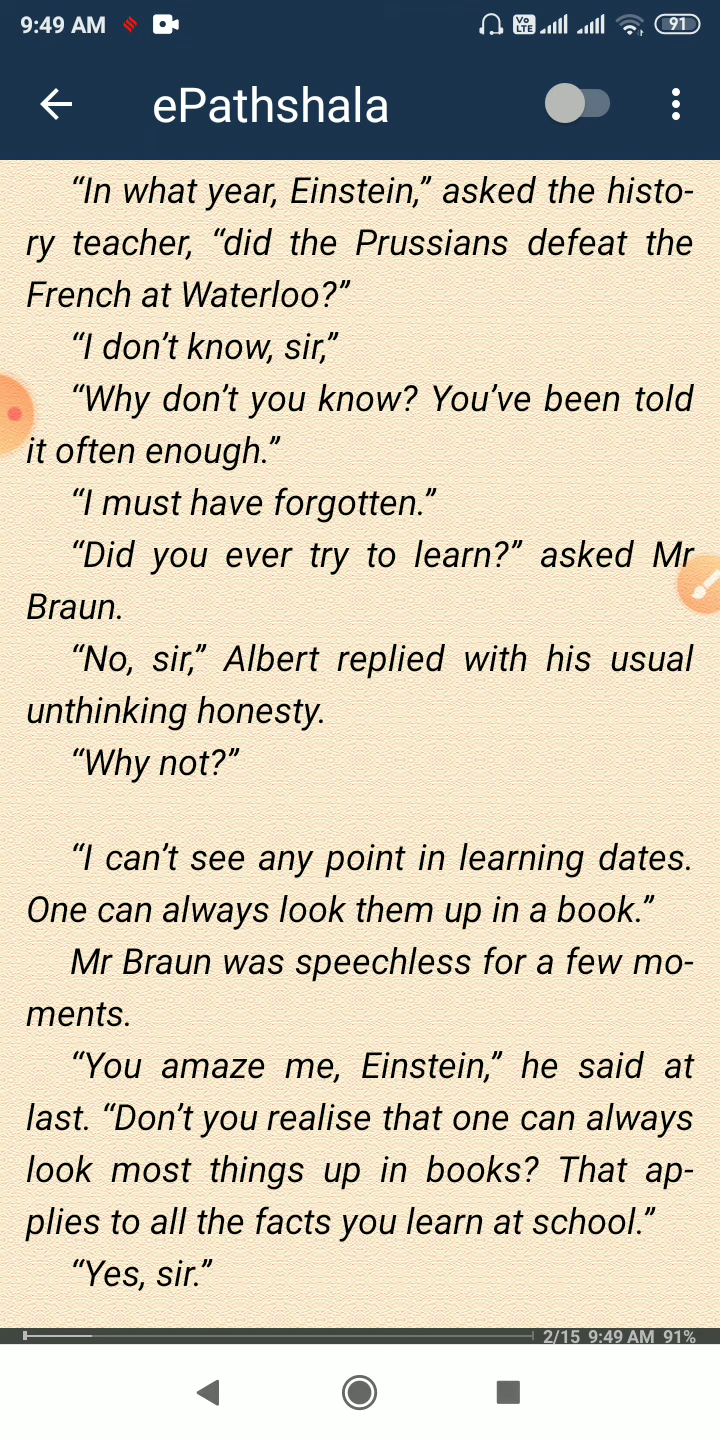 9:49 AM
Vo LTE 91
ePathshala
“In what year, Einstein,” asked the histo-
ry teacher, “did the Prussians defeat the
French at Waterloo?”
“I don’t know, sir,”
“Why don’t you know? You’ve been told
it often enough.”
“I must have forgotten.”
“Did you ever try to learn?” asked Mr
Braun.
“No, sir,” Albert replied with his usual
unthinking honesty.
“Why not?”
“I can’t see any point in learning dates.
One can always look them up in a book.”
Mr Braun was speechless for a few mo-
ments.
“You amaze me, Einstein,” he said at
last. “Don’t you realise that one can always
look most things up in books? That ap-
plies to all the facts you learn at school.”
“Yes, sir.”
2/15 9:49 AM 91%